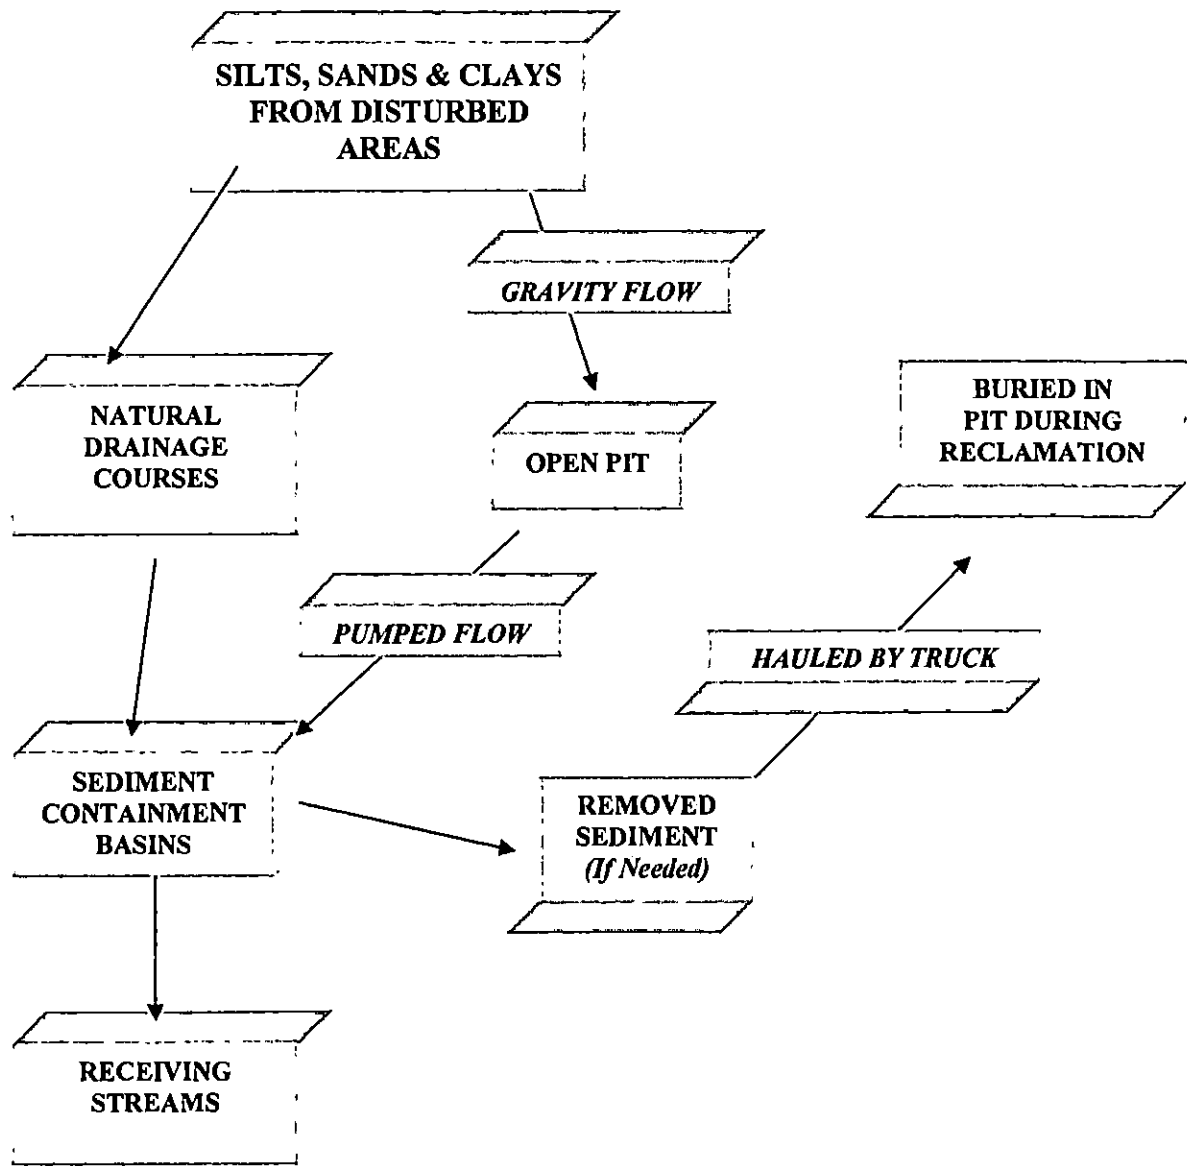 SILTS, SANDS & CLAYS
FROM DISTURBED
AREAS
GRAVITY FLOW
NATURAL
DRAINAGE
COURSES
OPEN PIT
BURIED IN
PIT DURING
RECLAMATION
PUMPED FLOW
HAULED BY TRUCK
SEDIMENT
CONTAINMENT
BASINS
REMOVED
SEDIMENT
(If Needed)
RECEIVING
STREAMS